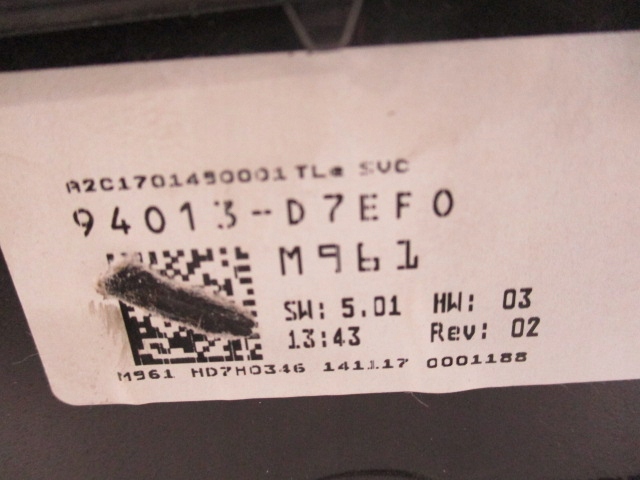 A2C1701450001 TLe SVC
94013-D7EF0
M961
SW: 5.01 HW: 03
13:43 Rev: 02
M961 HD7H0346 141117 0001188